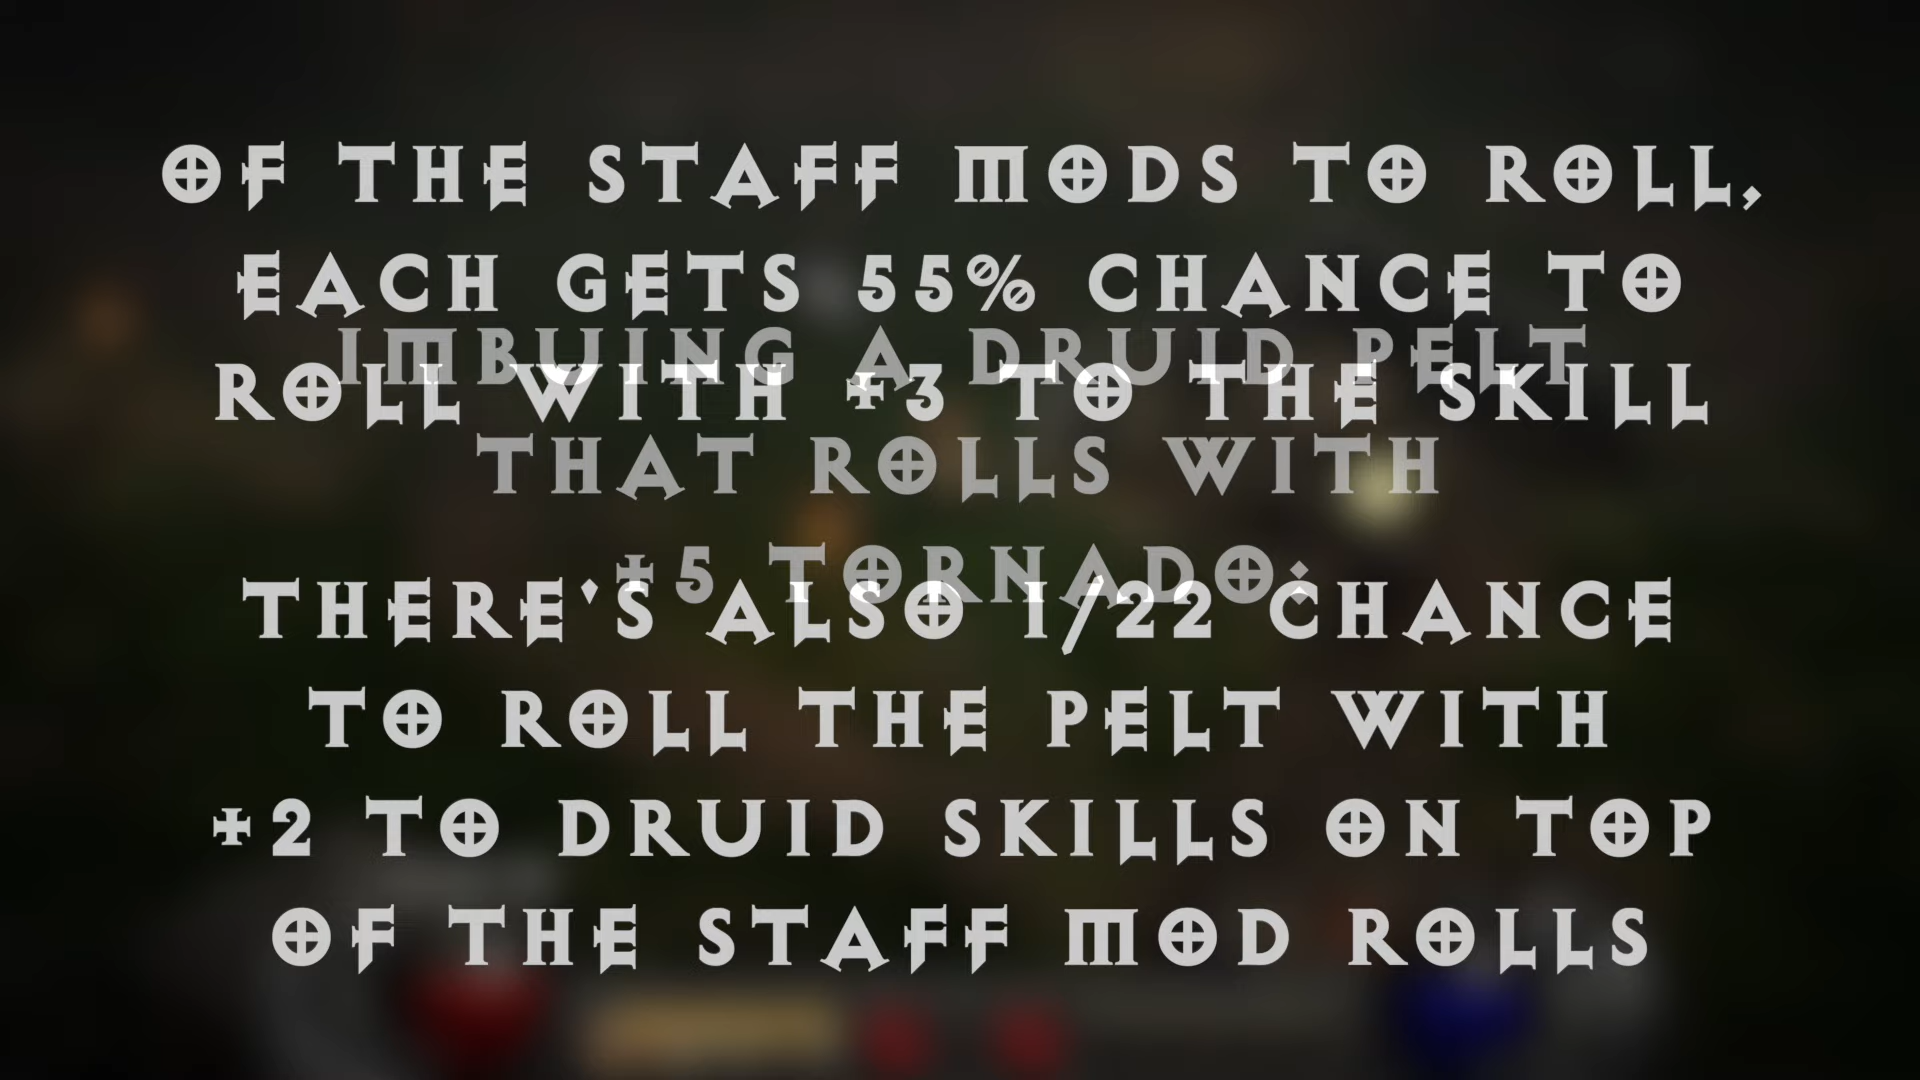 OF THE STAFF MODS TO ROLL,
EACH GETS 55% CHANCE TO
ROLL WITH +3 TO THE SKILL
THERE'S ALSO 1/22 CHANCE
TO ROLL THE PELT WITH
+2 TO DRUID SKILLS ON TOP
OF THE STAFF MOD ROLLS
IMBUING A DRUID PELT
THAT ROLLS WITH
+5 TORNADO: